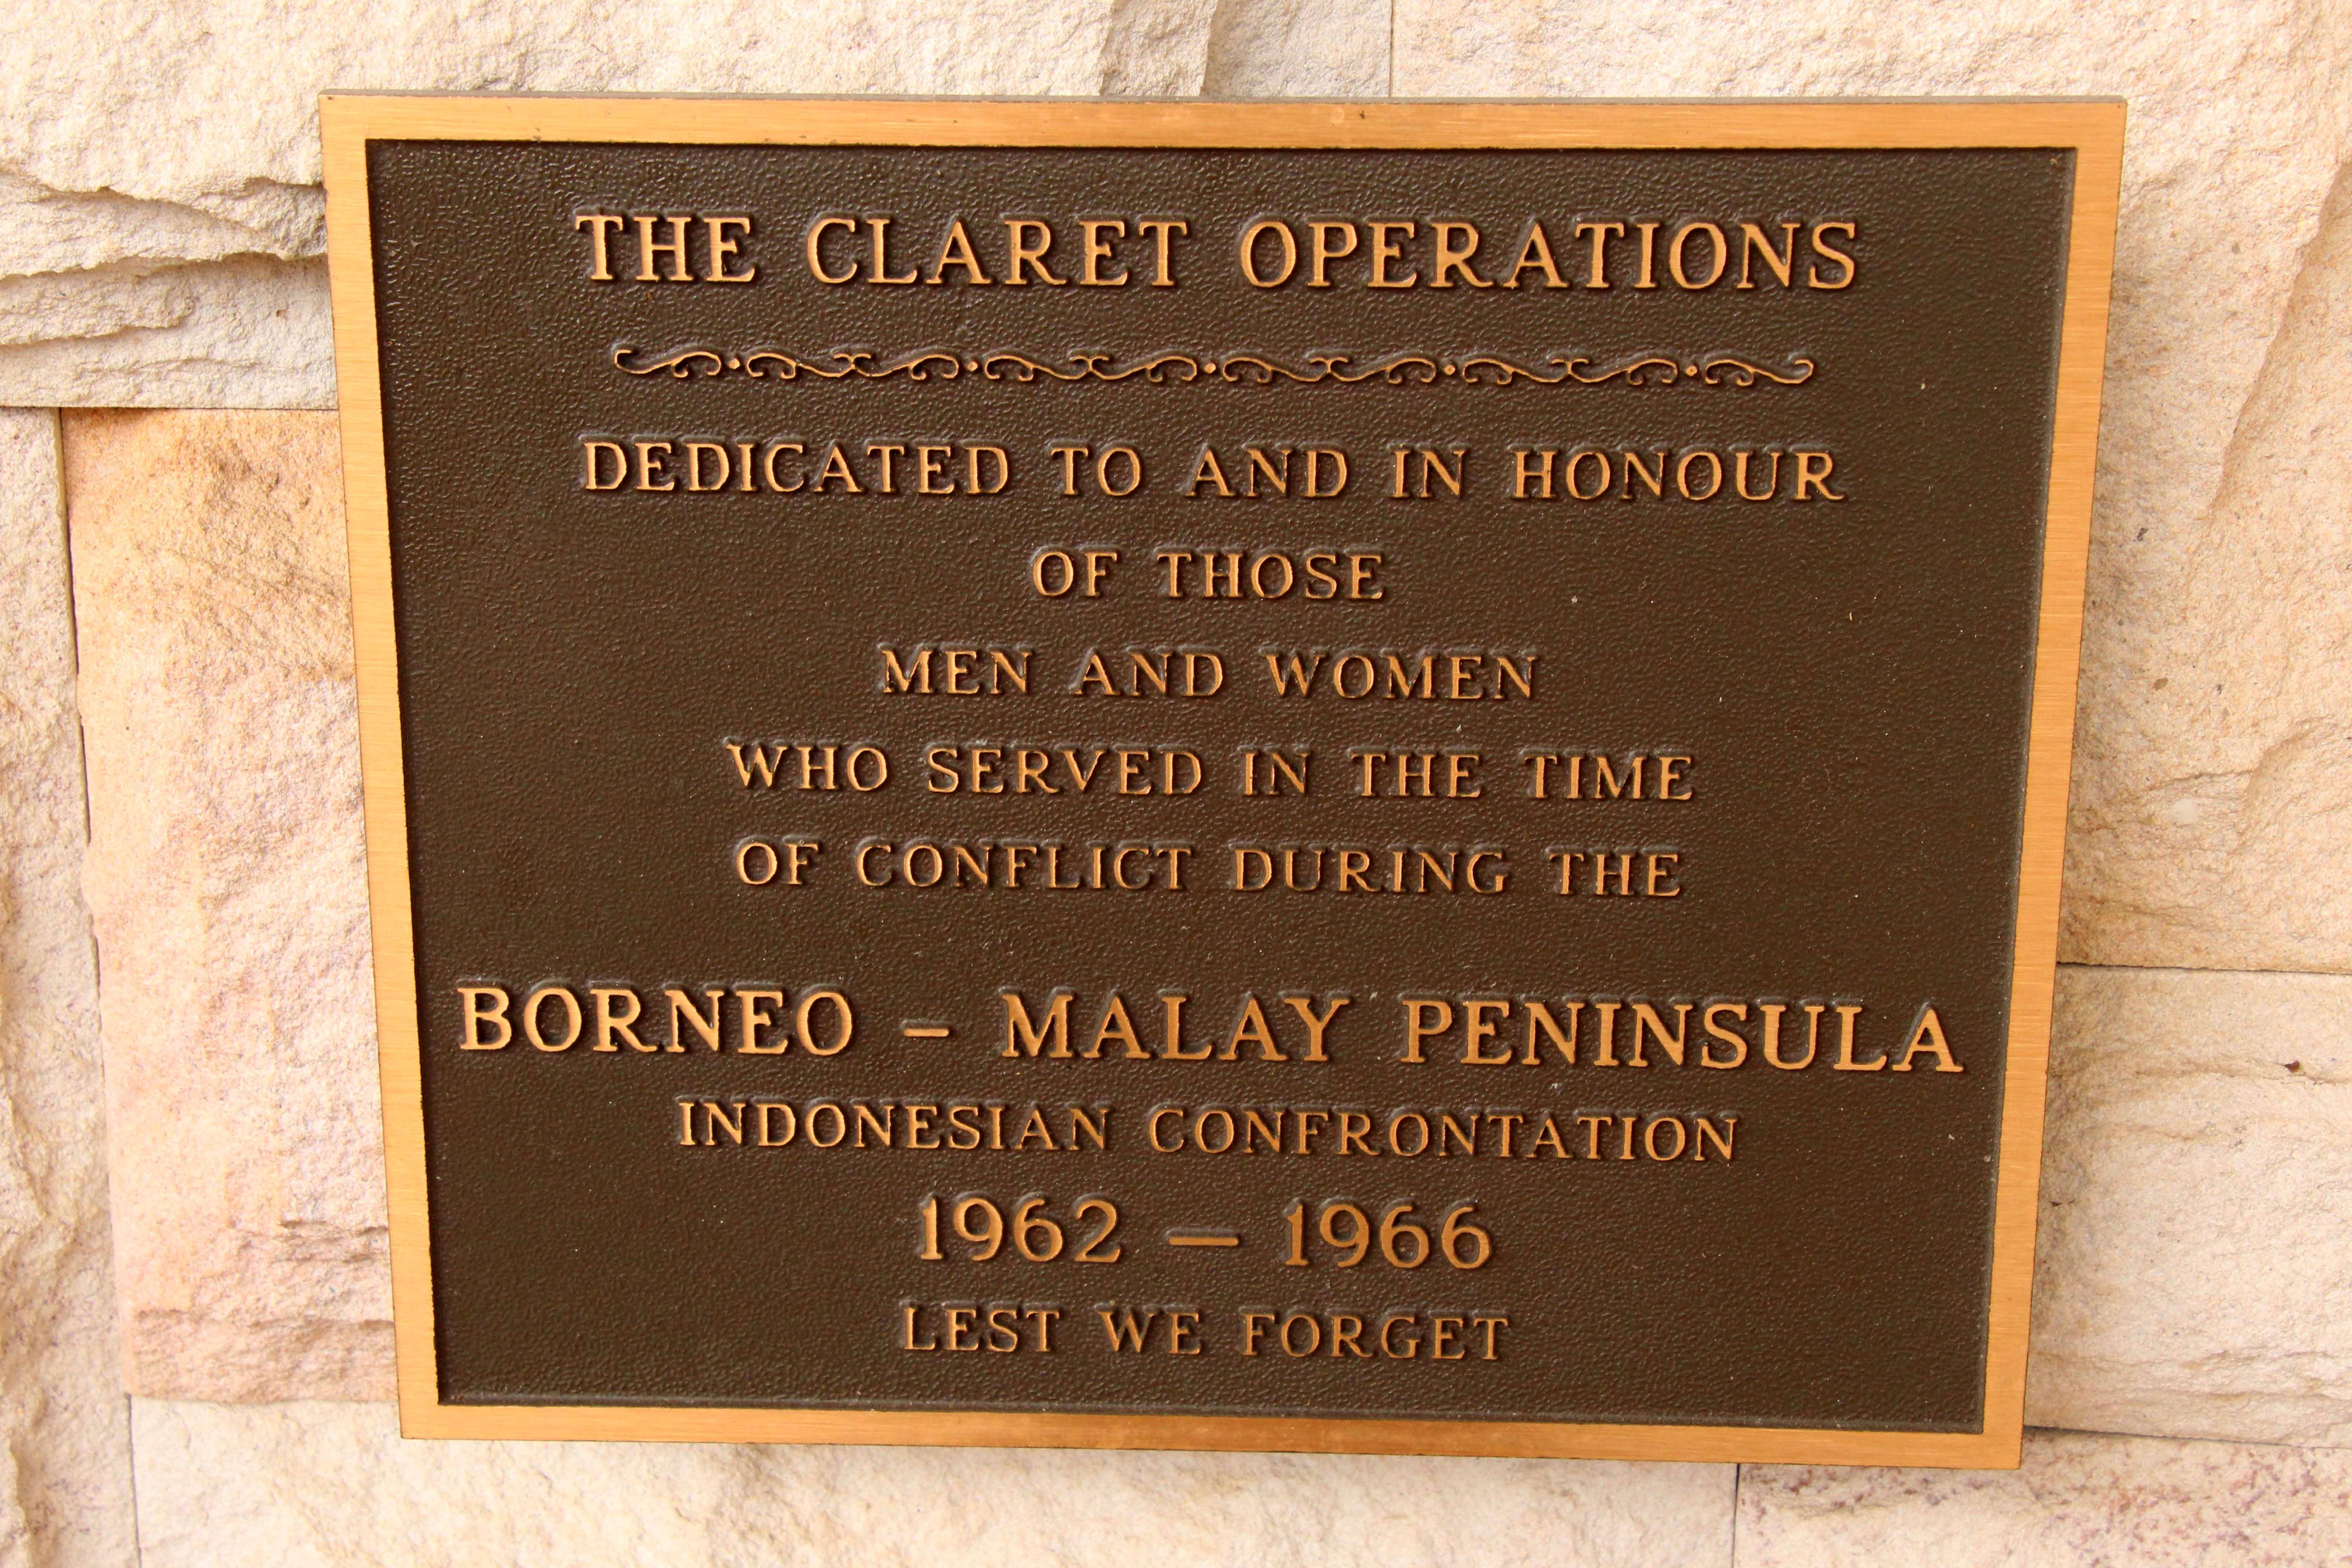 THE CLARET OPERATIONS
DEDICATED TO AND IN HONOUR
OF THOSE
MEN AND WOMEN
WHO SERVED IN THE TIME
OF CONFLICT DURING THE
BORNEO – MALAY PENINSULA
INDONESIAN CONFRONTATION
1962 — 1966
LEST WE FORGET